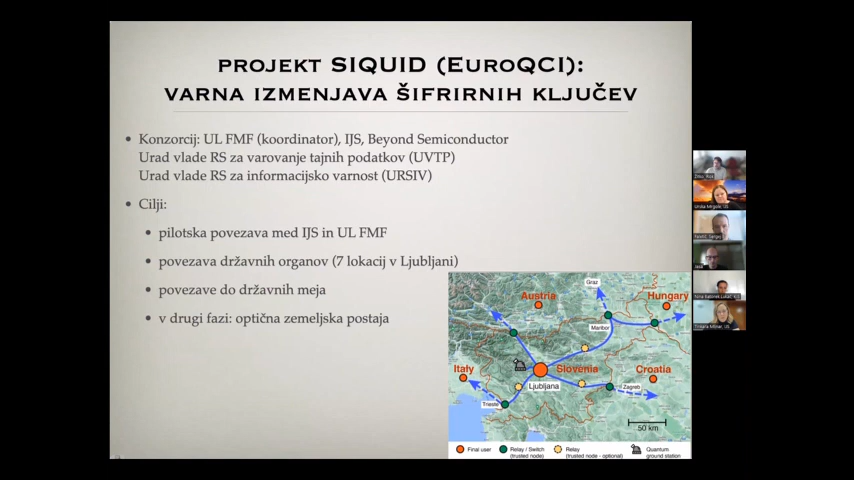 PROJEKT SIQUID (EUROQCI):
VARNA IZMENJAVA ŠIFRIRNIH KLJUČEV
• Konzorcij: UL FMF (koordinator), IJS, Beyond Semiconductor
Urad vlade RS za varovanje tajnih podatkov (UVTP)
Urad vlade RS za informacijsko varnost (URSIV)
• Cilji:
• pilotska povezava med IJS in UL FMF
• povezava državnih organov (7 lokacij v Ljubljani)
• povezave do državnih meja
• v drugi fazi: optična zemeljska postaja
Graz
Austria
Hungary
Maribor
Italy
Slovenia
Croatia
Ljubljana
Zagreb
Trieste
50 km
Final user
Relay / Switch
(trusted node)
Relay
(trusted node - optional)
Quantum
ground station